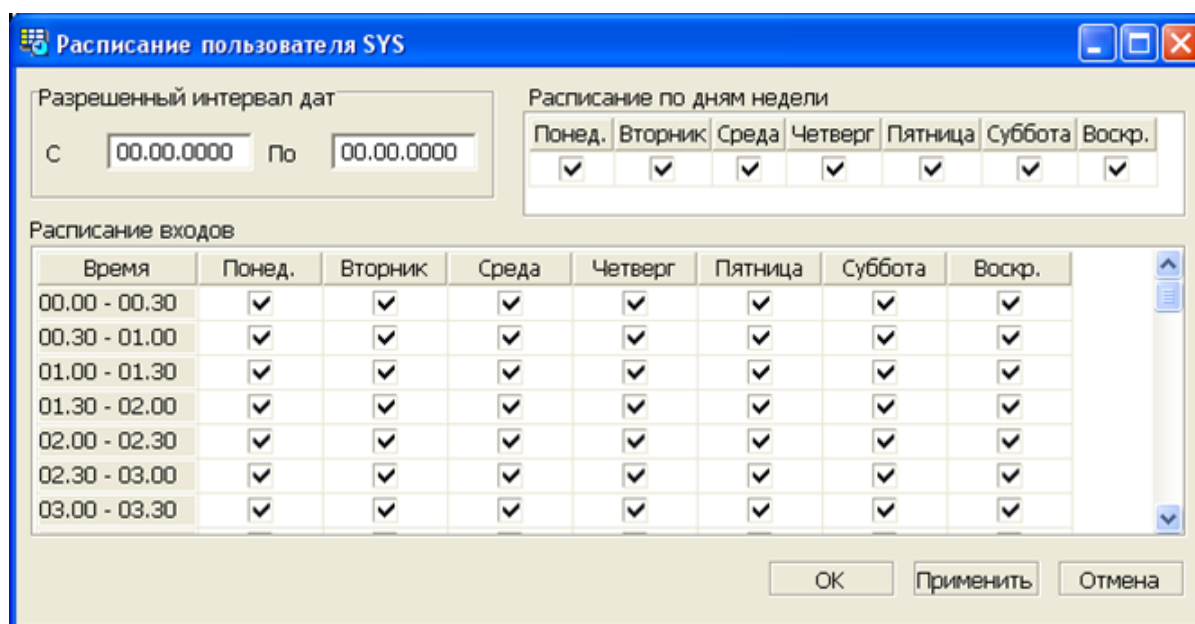 Расписание пользователя SYS
Разрешенный интервал дат
С 00.00.0000 По 00.00.0000
Расписание по дням недели
Понед. Вторник Среда Четверг Пятница Суббота Воскр.
Расписание входов
Время Понед. Вторник Среда Четверг Пятница Суббота Воскр.
00.00 - 00.30
00.30 - 01.00
01.00 - 01.30
01.30 - 02.00
02.00 - 02.30
02.30 - 03.00
03.00 - 03.30
OK Применить Отмена